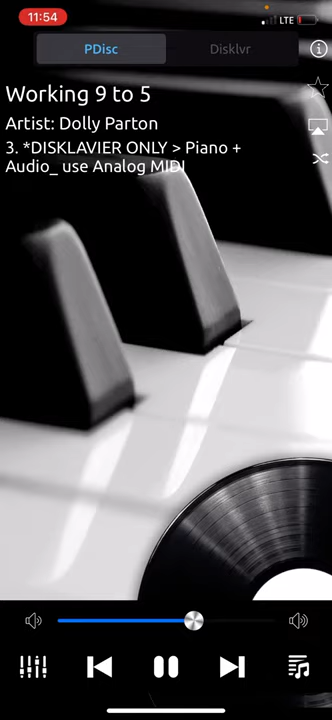 11:54
LTE
PDisc
Disklvr
Working 9 to 5
Artist: Dolly Parton
3. *DISKLAVIER ONLY > Piano +
Audio_ use Analog MIDI